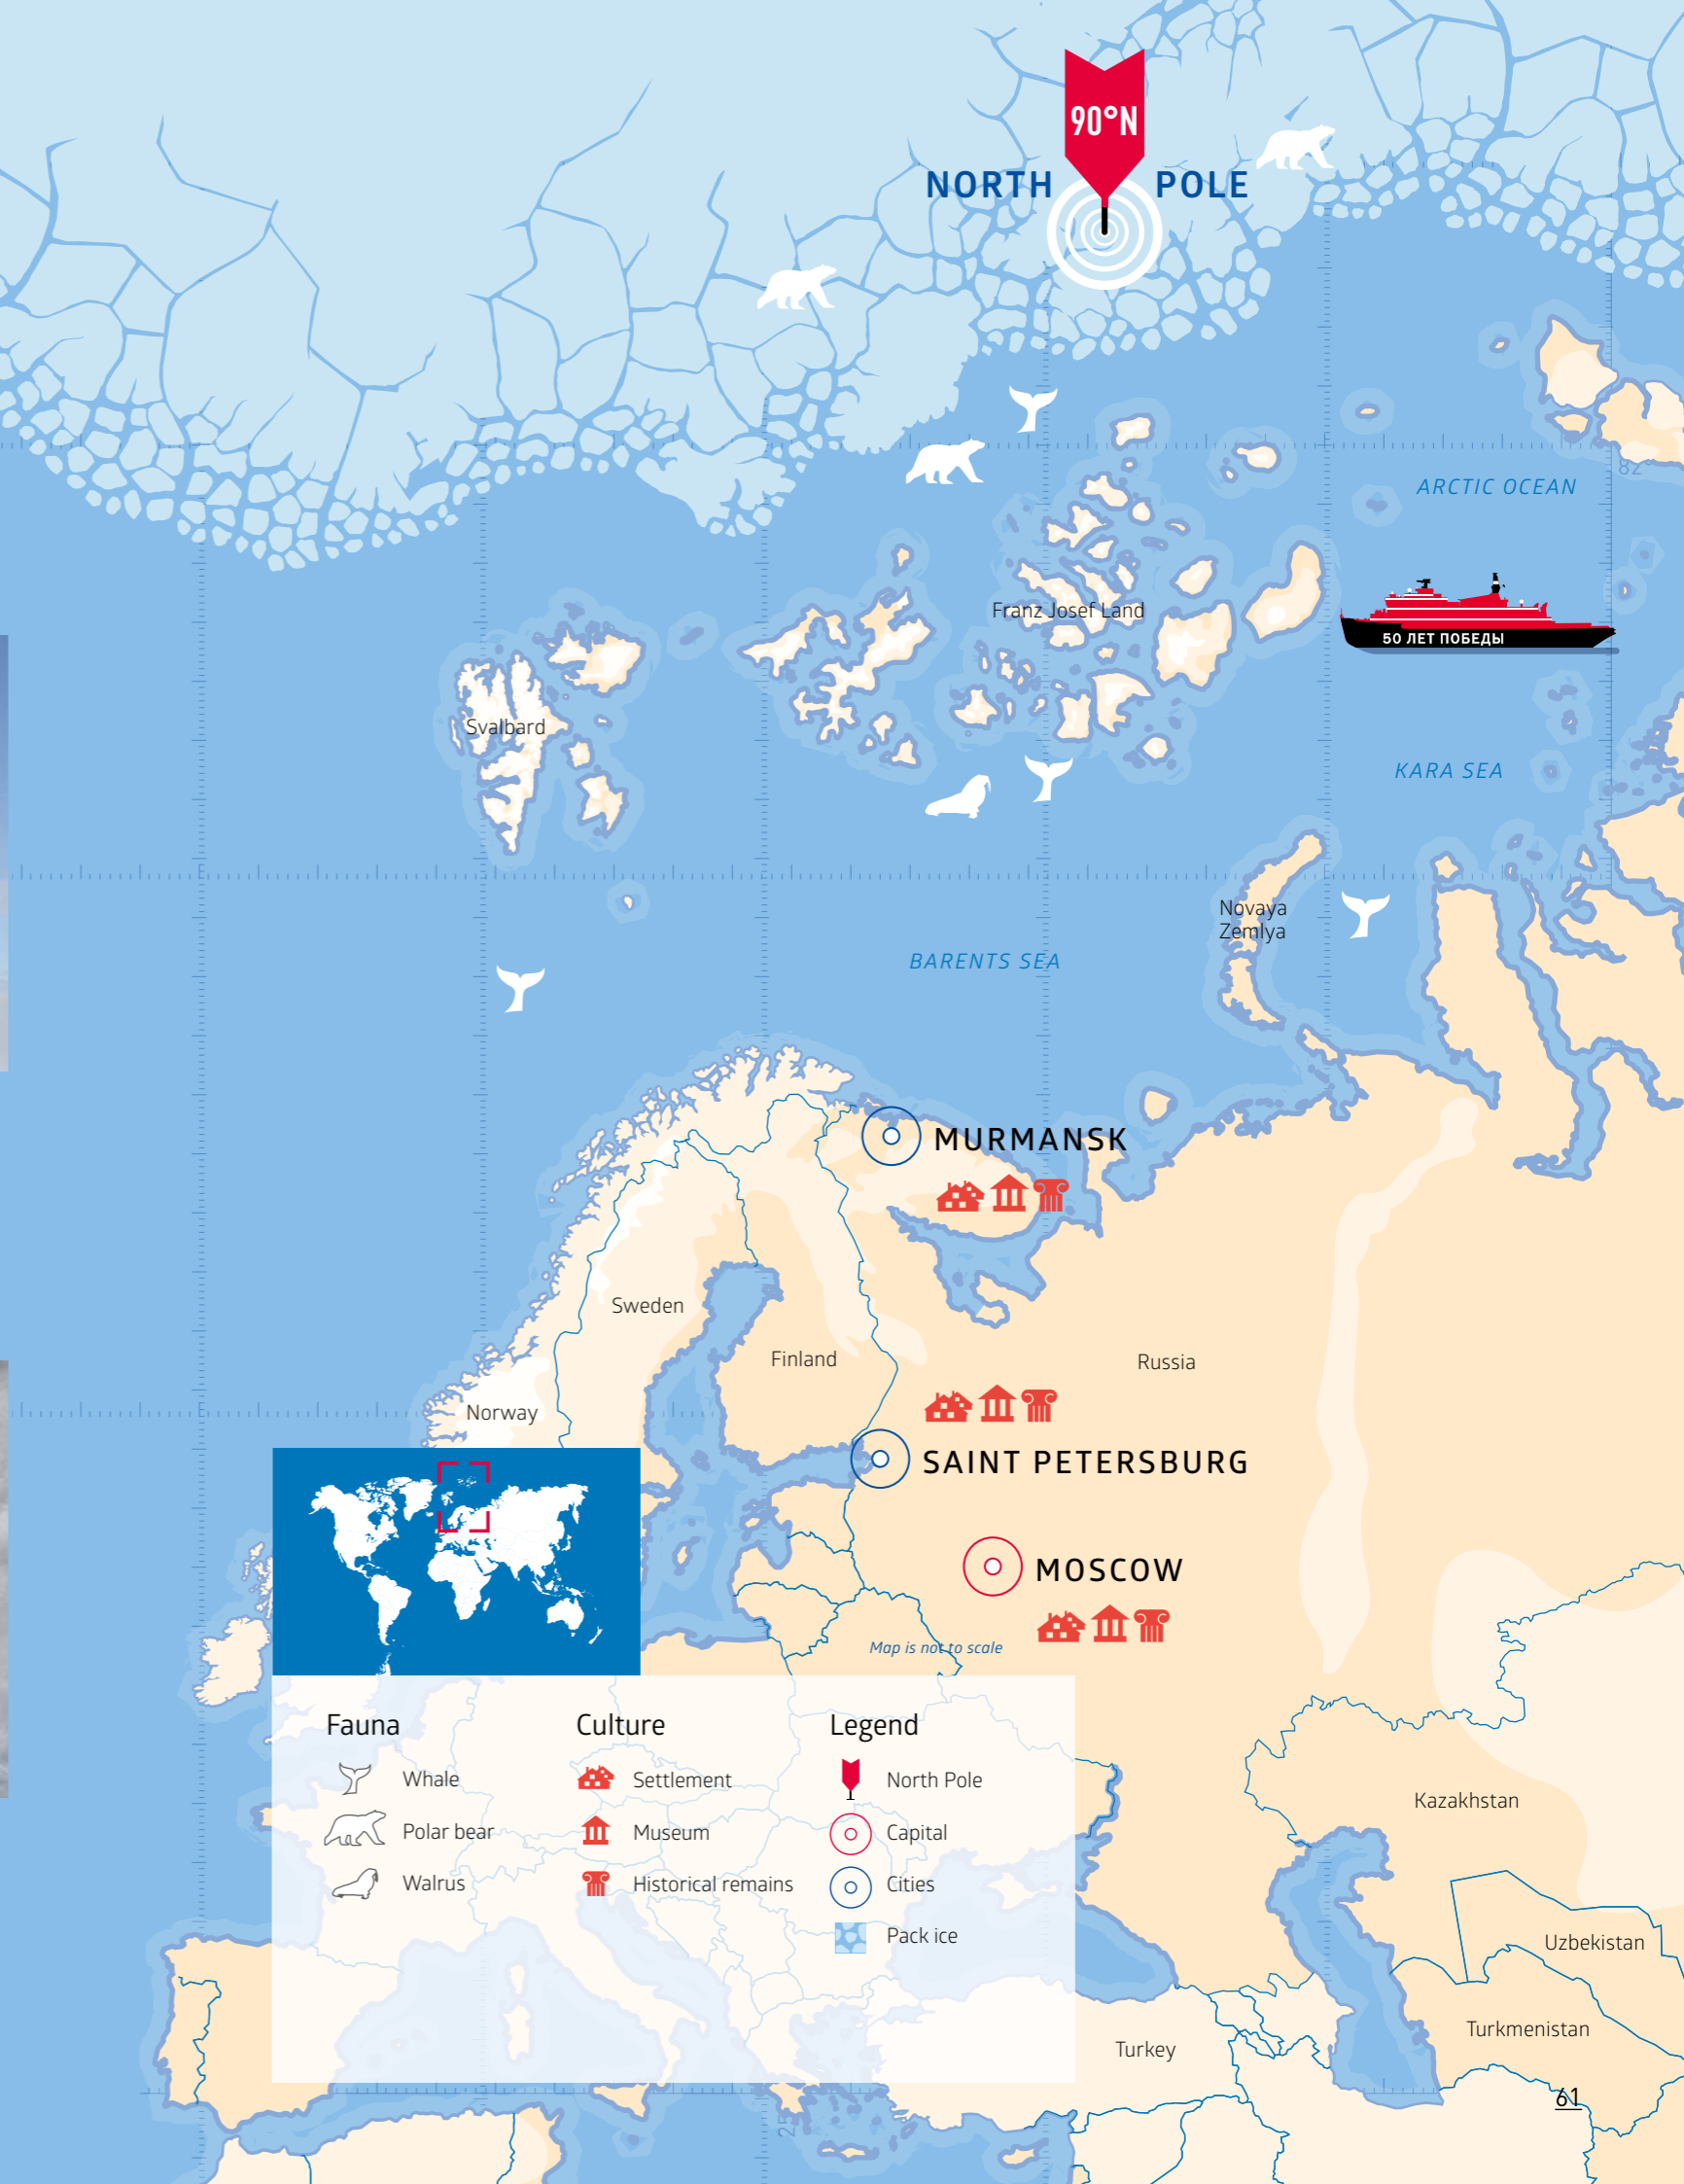 90°N
NORTH POLE
82°
ARCTIC OCEAN
Franz Josef Land
50 ЛЕТ ПОБЕДЫ
Svalbard
KARA SEA
Novaya
Zemlya
BARENTS SEA
MURMANSK
Sweden
Finland
Russia
Norway
SAINT PETERSBURG
MOSCOW
Map is not to scale
Fauna
Whale
Polar bear
Walrus
Culture
Settlement
Museum
Historical remains
Legend
North Pole
Capital
Cities
Pack ice
Kazakhstan
Uzbekistan
Turkmenistan
Turkey
61